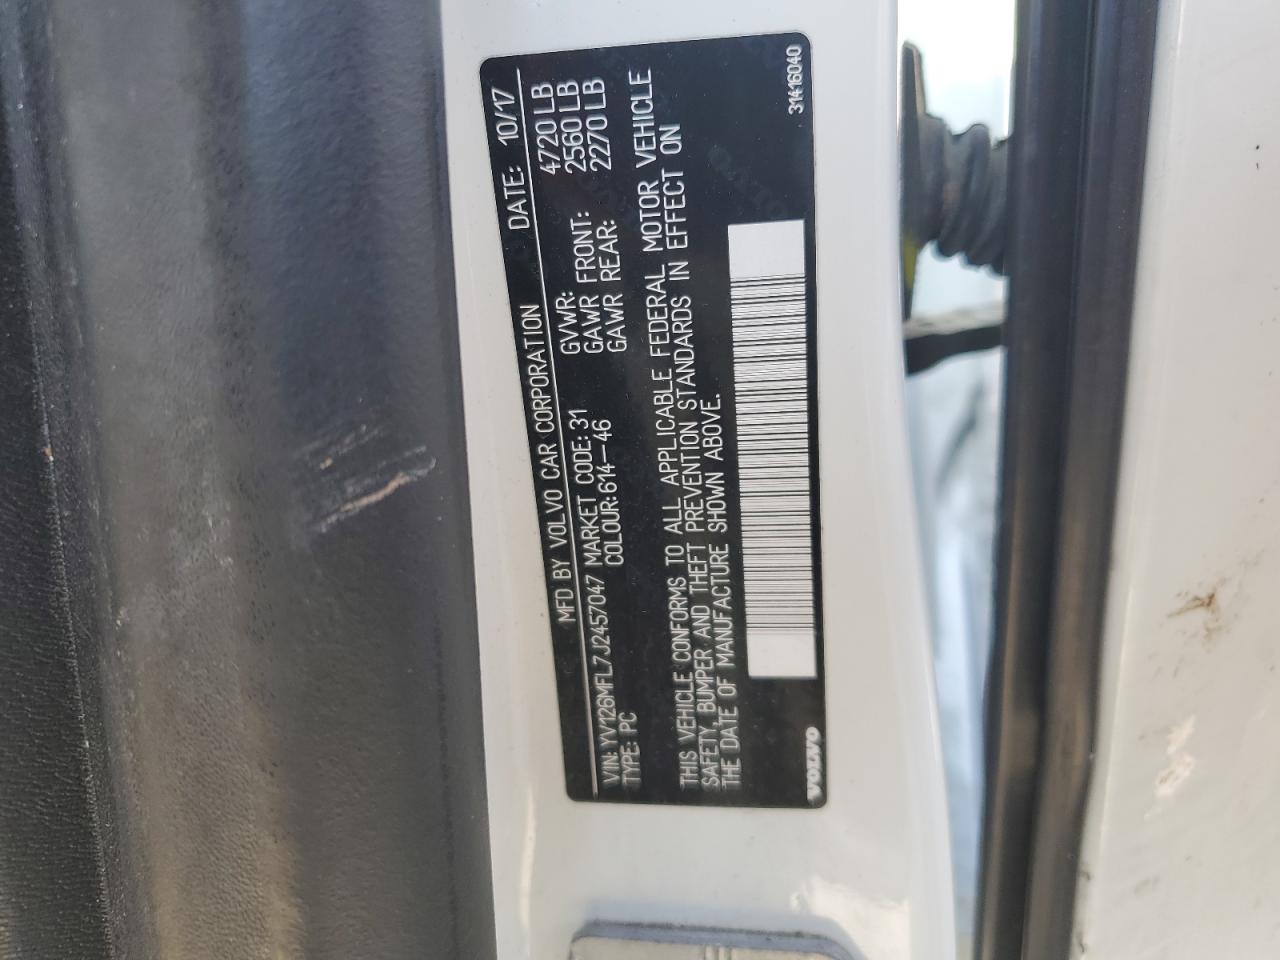 MFD BY VOLVO CAR CORPORATION DATE: 10/17
VIN: YV126MFL7J2457047 MARKET CODE: 31 GVWR: 4720 LB
TYPE: PC COLOUR: 614-46 GAWR FRONT: 2560 LB
GAWR REAR: 2270 LB
THIS VEHICLE CONFORMS TO ALL APPLICABLE FEDERAL MOTOR VEHICLE
SAFETY, BUMPER AND THEFT PREVENTION STANDARDS IN EFFECT ON
THE DATE OF MANUFACTURE SHOWN ABOVE.
VOLVO 31416040